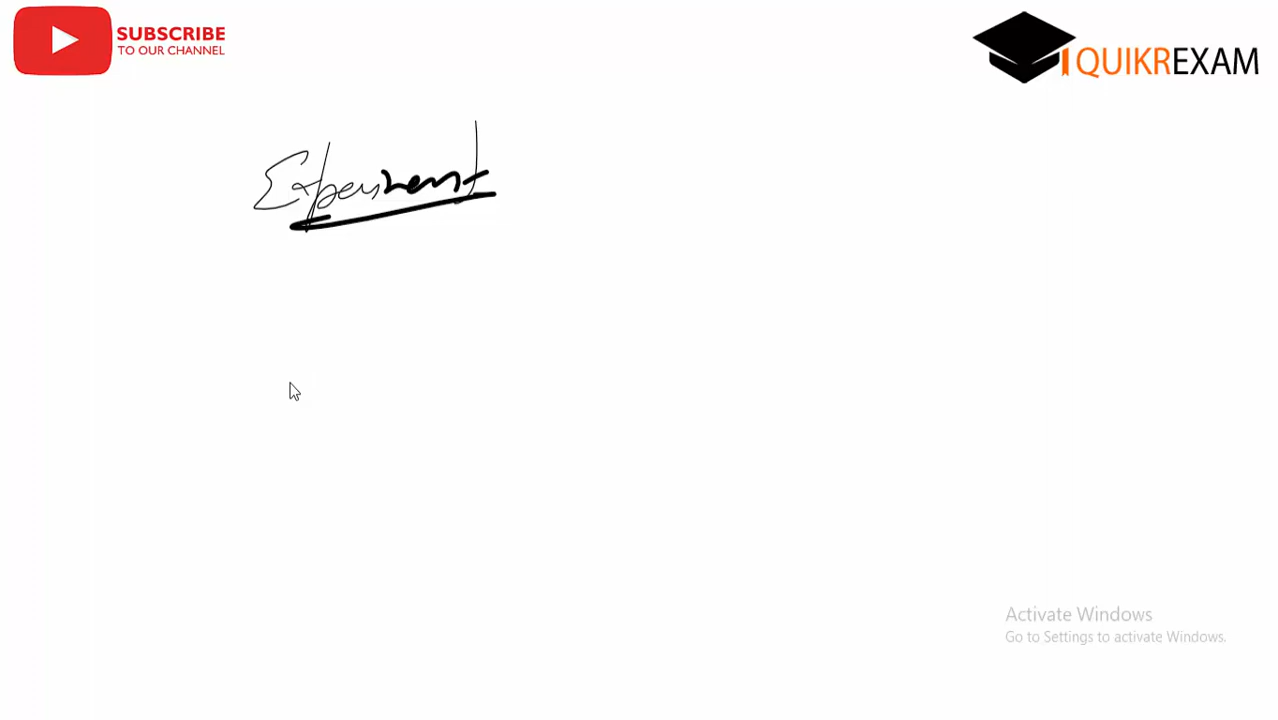 SUBSCRIBE
TO OUR CHANNEL
QUIKREXAM
Experiment
Activate Windows
Go to Settings to activate Windows.